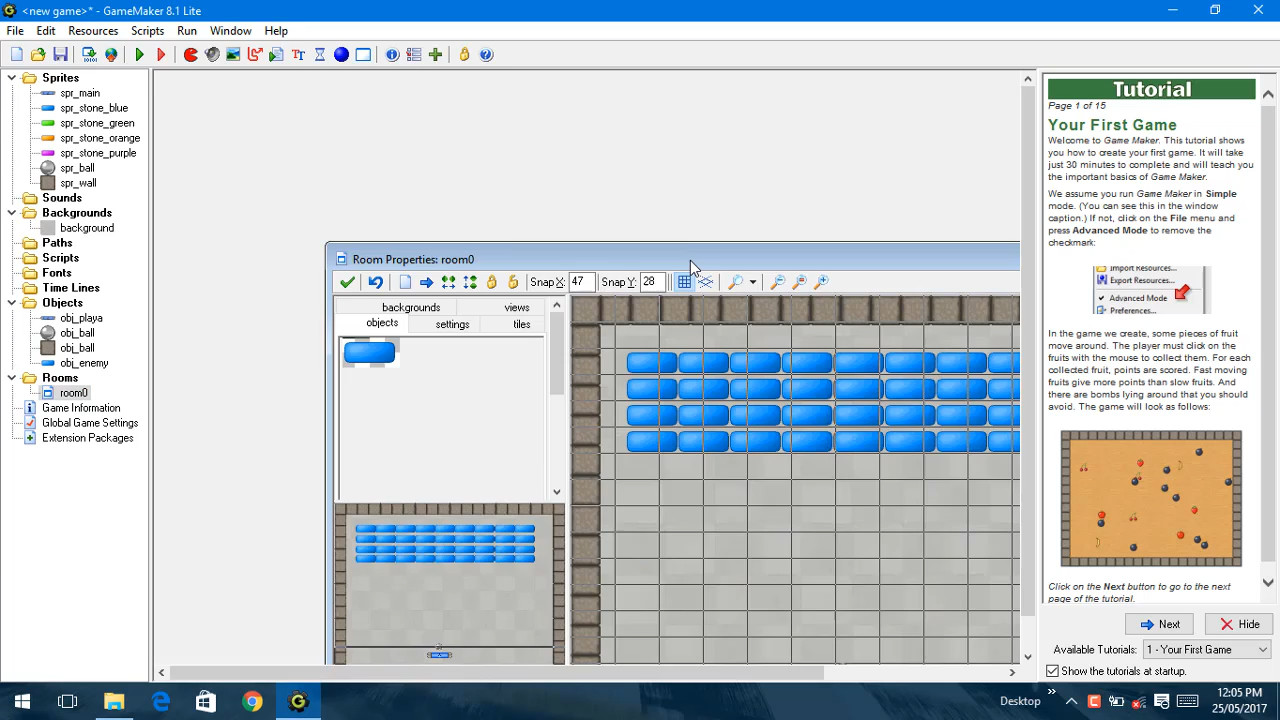 <new game>* - GameMaker 8.1 Lite
File Edit Resources Scripts Run Window Help
Sprites
spr_main
spr_stone_blue
spr_stone_green
spr_stone_orange
spr_stone_purple
spr_ball
spr_wall
Sounds
Backgrounds
background
Paths
Scripts
Fonts
Time Lines
Objects
obj_playa
obj_ball
obj_ball
obj_enemy
Rooms
room0
Game Information
Global Game Settings
Extension Packages
Room Properties: room0
Snap X: 47 Snap Y: 28
backgrounds views
objects settings tiles
Tutorial
Page 1 of 15
Your First Game
Welcome to Game Maker. This tutorial shows
you how to create your first game. It will take
just 30 minutes to complete and will teach you
the important basics of Game Maker.
We assume you run Game Maker in Simple
mode. (You can see this in the window
caption.) If not, click on the File menu and
press Advanced Mode to remove the
checkmark:
Import Resources...
Export Resources...
Advanced Mode
Preferences...
In the game we create, some pieces of fruit
move around. The player must click on the
fruits with the mouse to collect them. For each
collected fruit, points are scored. Fast moving
fruits give more points than slow fruits. And
there are bombs lying around that you should
avoid. The game will look as follows:
Click on the Next button to go to the next
page of the tutorial.
Next Hide
Available Tutorials: 1 - Your First Game
Show the tutorials at startup.
Desktop
12:05 PM
25/05/2017